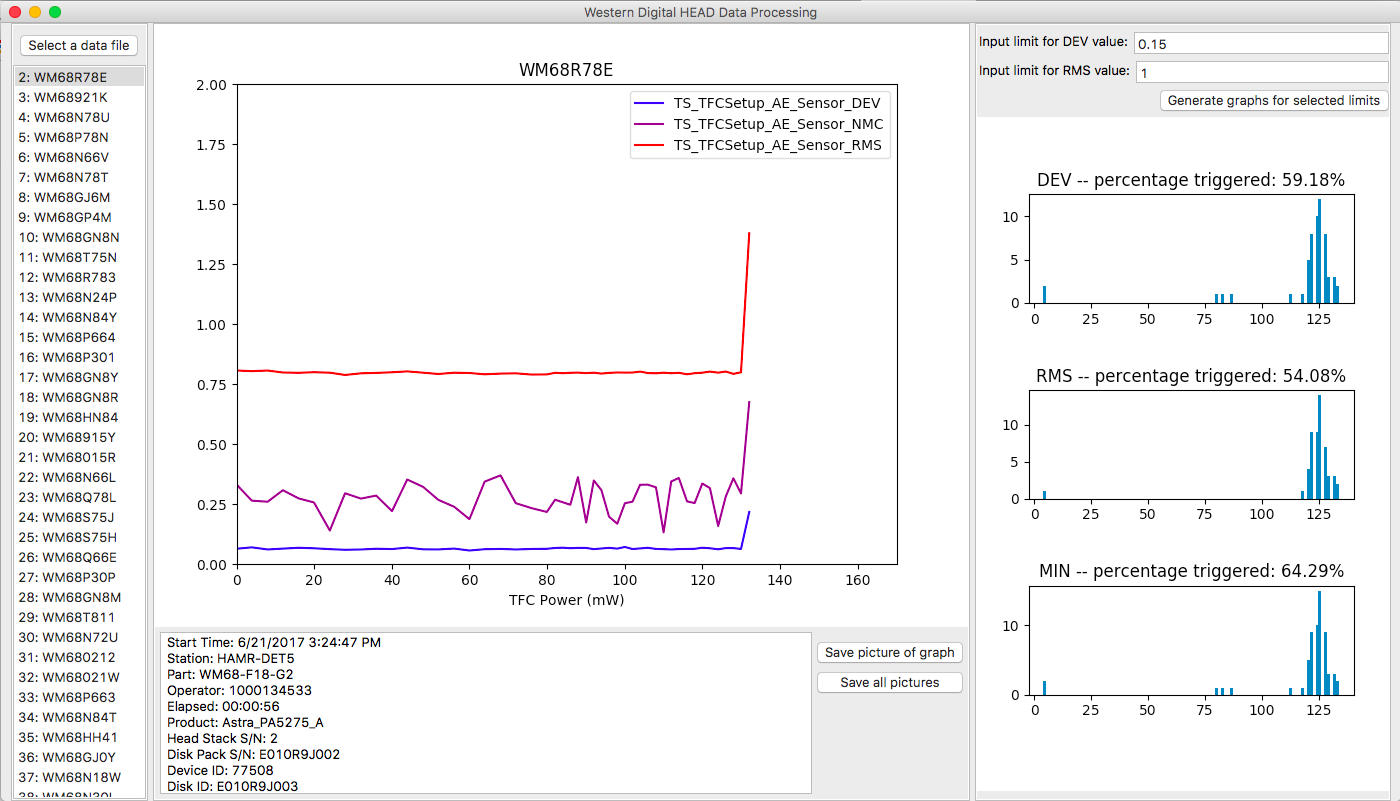 Western Digital HEAD Data Processing
Select a data file
2: WM68R78E
3: WM68921K
4: WM68N78U
5: WM68P78N
6: WM68N66V
7: WM68N78T
8: WM68GJ6M
9: WM68GP4M
10: WM68GN8N
11: WM68T75N
12: WM68R783
13: WM68N24P
14: WM68N84Y
15: WM68P664
16: WM68P301
17: WM68GN8Y
18: WM68GN8R
19: WM68HN84
20: WM68915Y
21: WM68015R
22: WM68N66L
23: WM68Q78L
24: WM68S75J
25: WM68S75H
26: WM68Q66E
27: WM68P30P
28: WM68GN8M
29: WM68T811
30: WM68N72U
31: WM680212
32: WM68021W
33: WM68P663
34: WM68N84T
35: WM68HH41
36: WM68GJ0Y
37: WM68N18W
WM68R78E
2.00
1.75
1.50
1.25
1.00
0.75
0.50
0.25
0.00
TS_TFCSetup_AE_Sensor_DEV
TS_TFCSetup_AE_Sensor_NMC
TS_TFCSetup_AE_Sensor_RMS
0 20 40 60 80 100 120 140 160
TFC Power (mW)
Start Time: 6/21/2017 3:24:47 PM
Station: HAMR-DET5
Part: WM68-F18-G2
Operator: 1000134533
Elapsed: 00:00:56
Product: Astra_PA5275_A
Head Stack S/N: 2
Disk Pack S/N: E010R9J002
Device ID: 77508
Disk ID: E010R9J003
Save picture of graph
Save all pictures
Input limit for DEV value: 0.15
Input limit for RMS value: 1
Generate graphs for selected limits
DEV -- percentage triggered: 59.18%
10
5
0
0 25 50 75 100 125
RMS -- percentage triggered: 54.08%
10
5
0
0 25 50 75 100 125
MIN -- percentage triggered: 64.29%
10
0
0 25 50 75 100 125